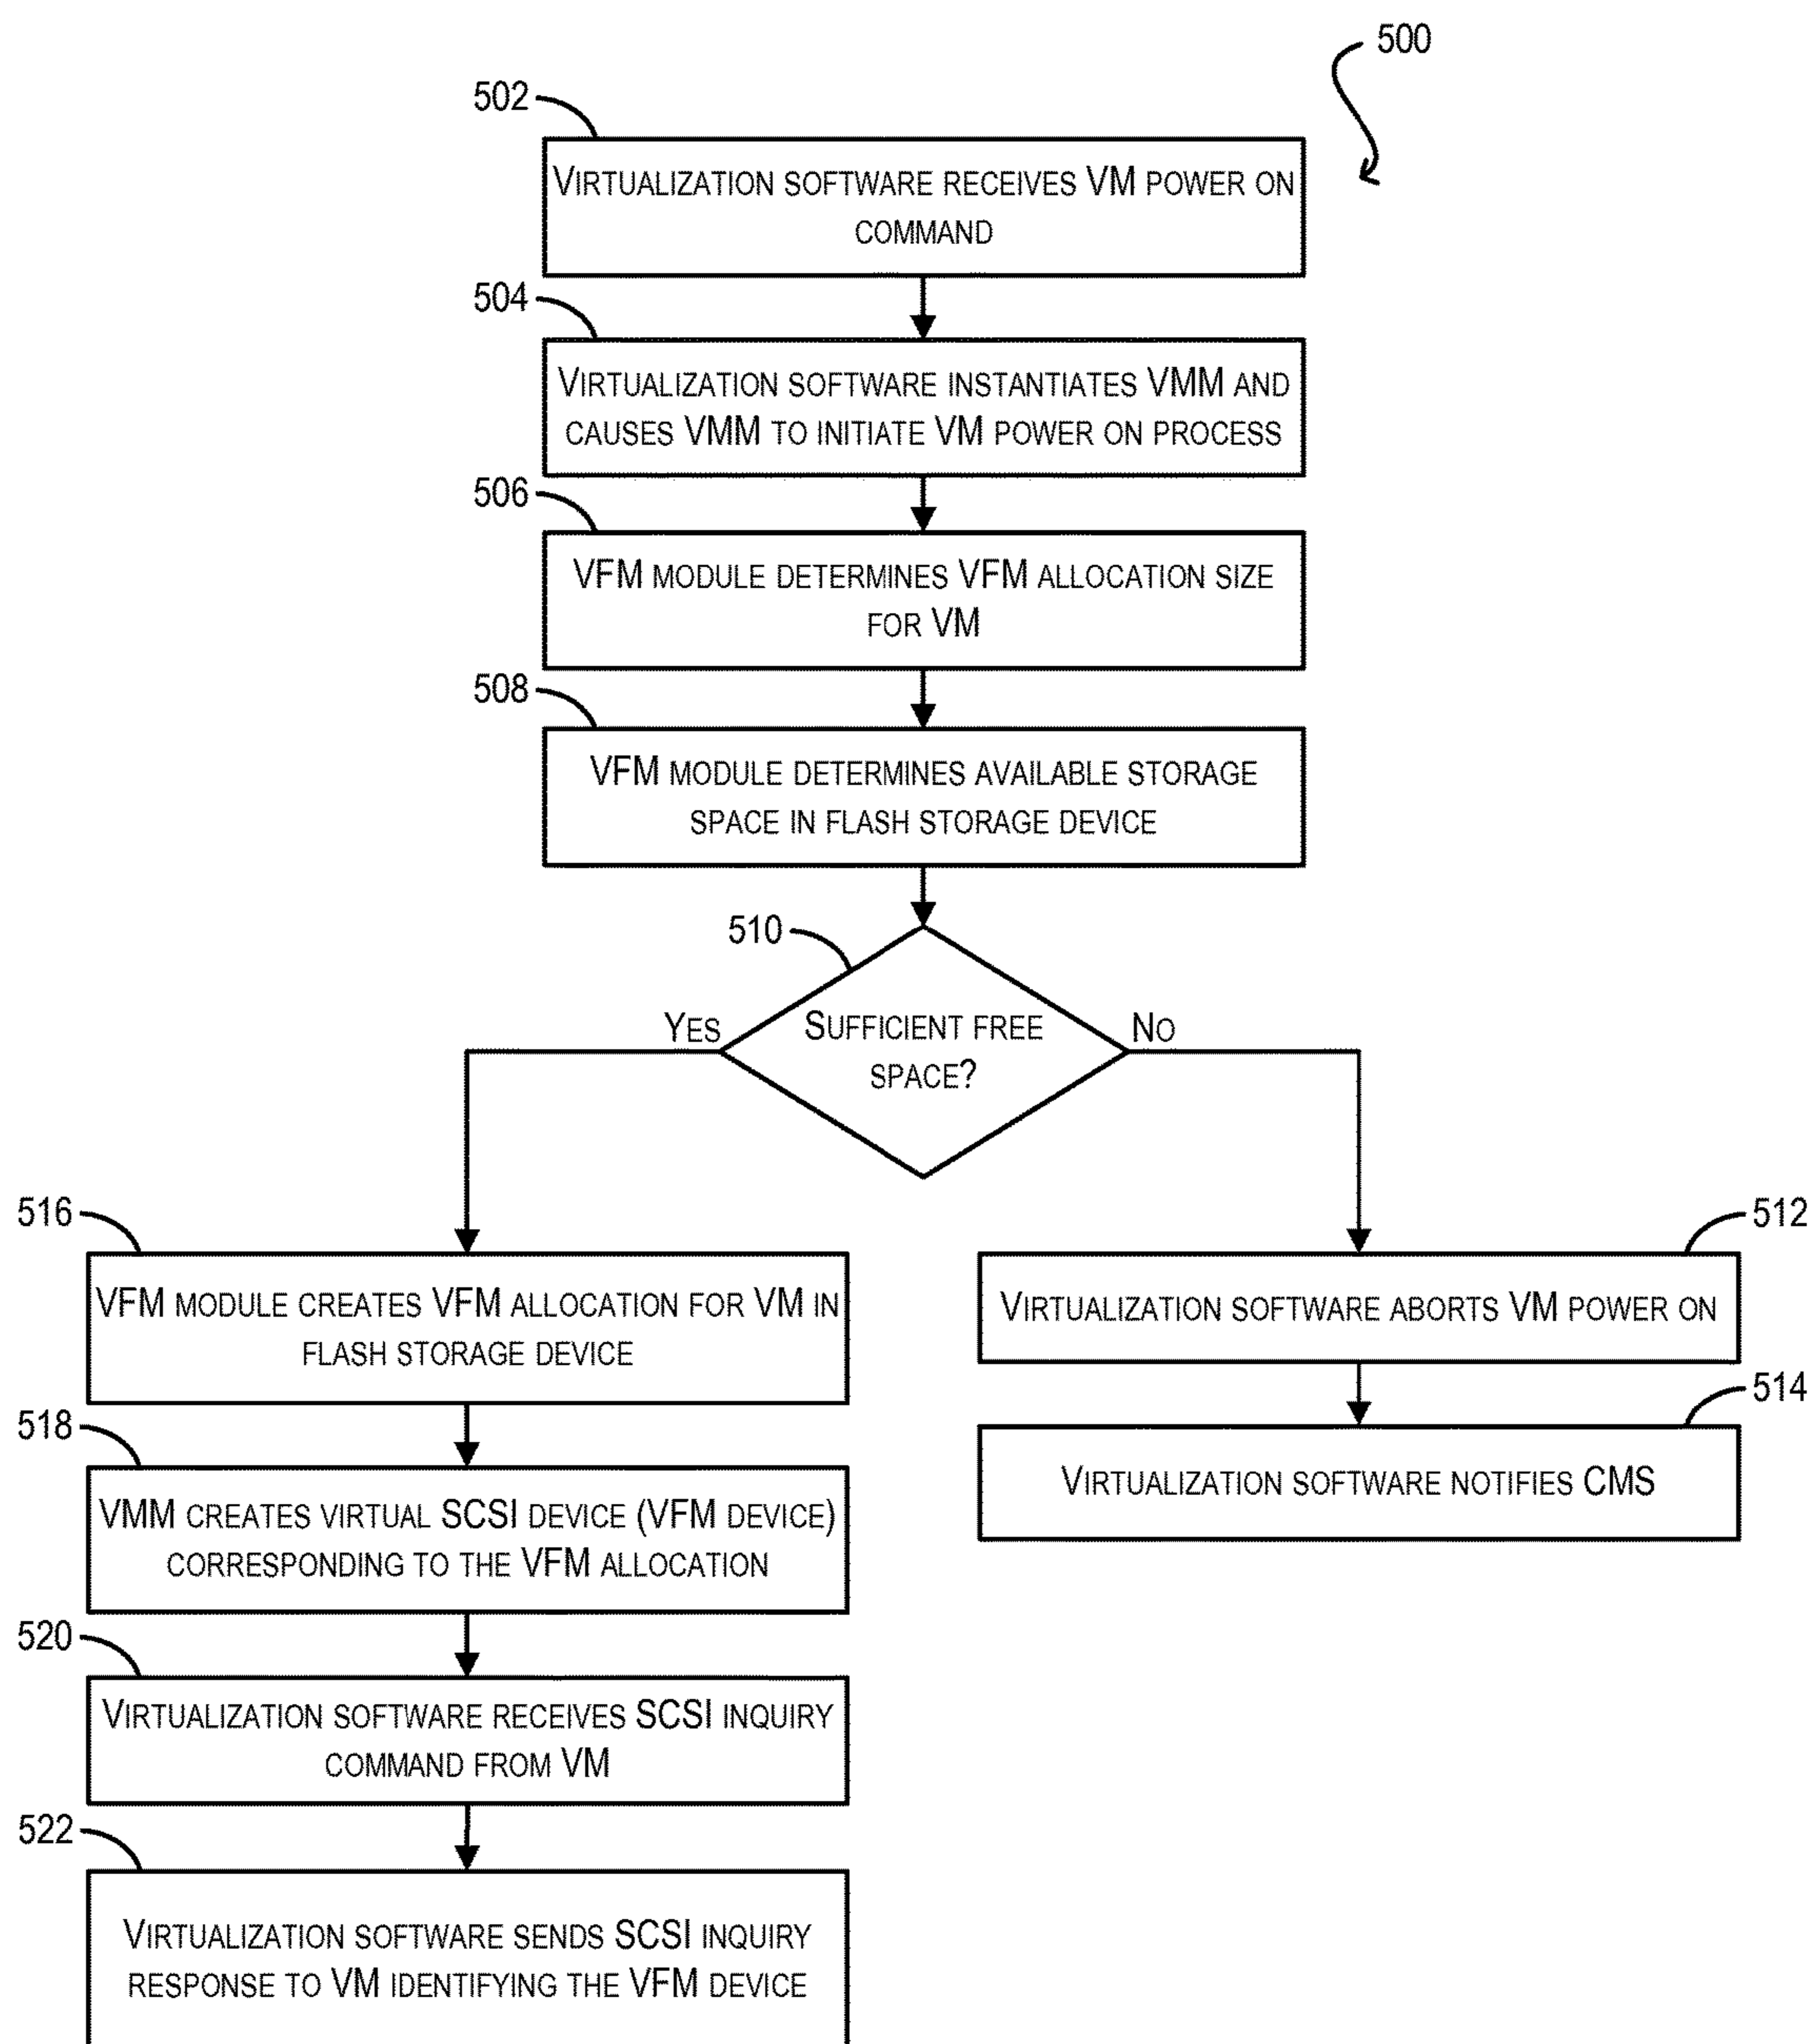 500
502
VIRTUALIZATION SOFTWARE RECEIVES VM POWER ON
COMMAND
504
VIRTUALIZATION SOFTWARE INSTANTIATES VMM AND
CAUSES VMM TO INITIATE VM POWER ON PROCESS
506
VFM MODULE DETERMINES VFM ALLOCATION SIZE
FOR VM
508
VFM MODULE DETERMINES AVAILABLE STORAGE
SPACE IN FLASH STORAGE DEVICE
510
YES
SUFFICIENT FREE
SPACE?
NO
516
VFM MODULE CREATES VFM ALLOCATION FOR VM IN
FLASH STORAGE DEVICE
518
VMM CREATES VIRTUAL SCSI DEVICE (VFM DEVICE)
CORRESPONDING TO THE VFM ALLOCATION
520
VIRTUALIZATION SOFTWARE RECEIVES SCSI INQUIRY
COMMAND FROM VM
522
VIRTUALIZATION SOFTWARE SENDS SCSI INQUIRY
RESPONSE TO VM IDENTIFYING THE VFM DEVICE
512
VIRTUALIZATION SOFTWARE ABORTS VM POWER ON
514
VIRTUALIZATION SOFTWARE NOTIFIES CMS